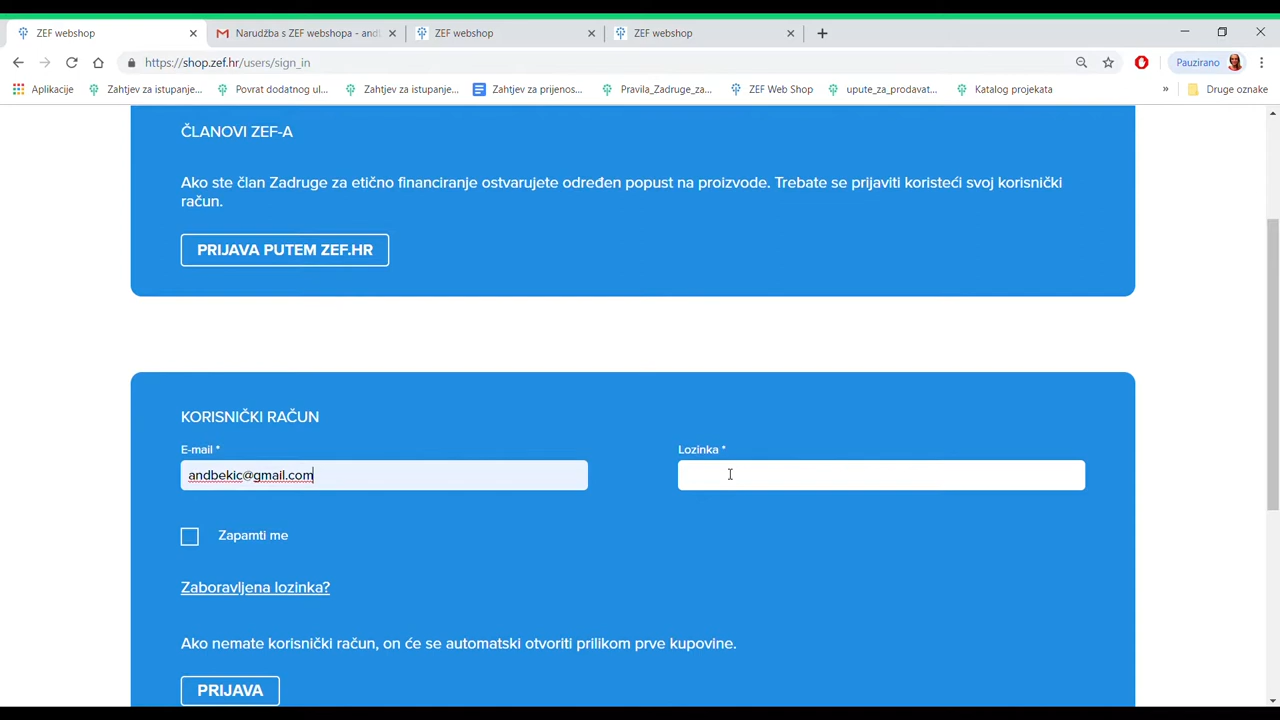 ZEF webshop
Narudžba s ZEF webshopa - and
ZEF webshop
ZEF webshop
https://shop.zef.hr/users/sign_in
Pauzirano
Aplikacije
Zahtjev za istupanje...
Povrat dodatnog ul...
Zahtjev za istupanje...
Zahtjev za prijenos...
Pravila_Zadruge_za...
ZEF Web Shop
upute_za_prodavat...
Katalog projekata
»
Druge oznake
ČLANOVI ZEF-A
Ako ste član Zadruge za etično financiranje ostvarujete određen popust na proizvode. Trebate se prijaviti koristeći svoj korisnički
račun.
PRIJAVA PUTEM ZEF.HR
KORISNIČKI RAČUN
E-mail *
Lozinka *
andbekic@gmail.com
Zapamti me
Zaboravljena lozinka?
Ako nemate korisnički račun, on će se automatski otvoriti prilikom prve kupovine.
PRIJAVA